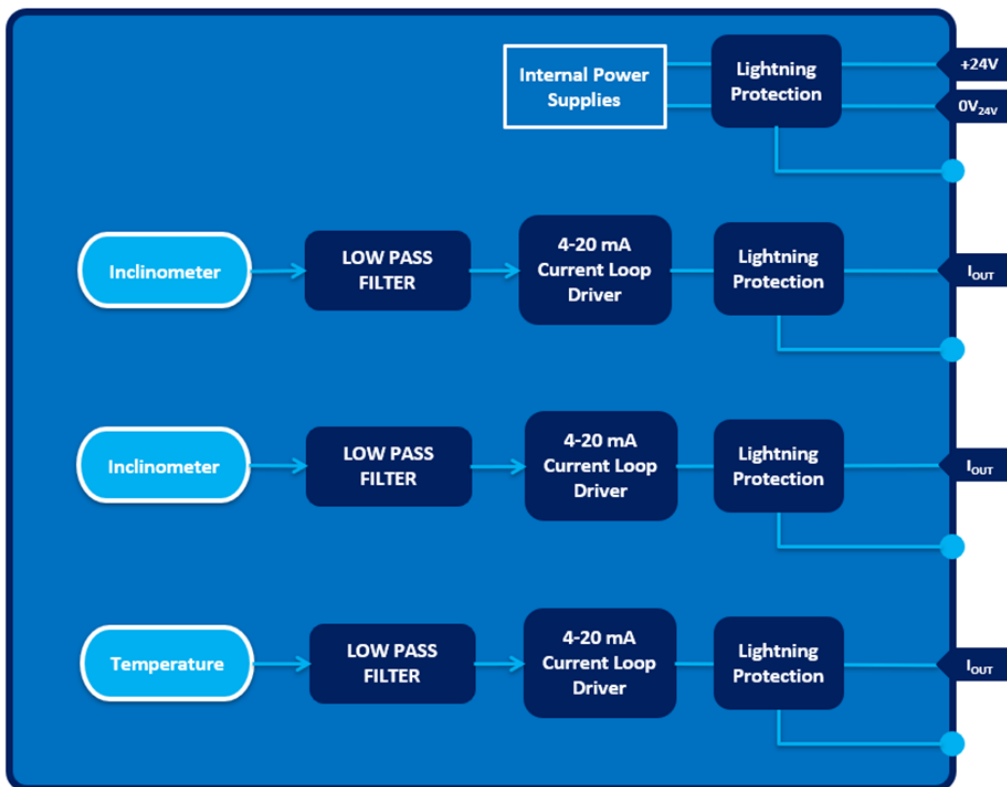 Internal Power
Supplies
Lightning
Protection
+24V
0V24V
Inclinometer
LOW PASS
FILTER
4-20 mA
Current Loop
Driver
Lightning
Protection
IOUT
Inclinometer
LOW PASS
FILTER
4-20 mA
Current Loop
Driver
Lightning
Protection
IOUT
Temperature
LOW PASS
FILTER
4-20 mA
Current Loop
Driver
Lightning
Protection
IOUT